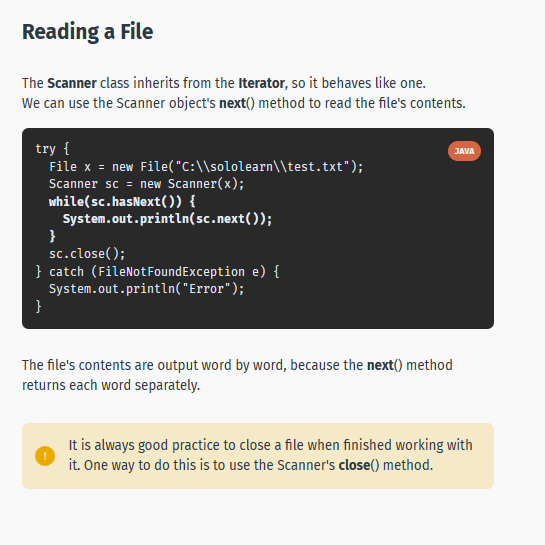 Reading a File
The Scanner class inherits from the Iterator, so it behaves like one.
We can use the Scanner object's next() method to read the file's contents.
JAVA
try {
  File x = new File("C:\\sololearn\\test.txt");
  Scanner sc = new Scanner(x);
  while(sc.hasNext()) {
    System.out.println(sc.next());
  }
  sc.close();
} catch (FileNotFoundException e) {
  System.out.println("Error");
}
The file's contents are output word by word, because the next() method
returns each word separately.
!
It is always good practice to close a file when finished working with
it. One way to do this is to use the Scanner's close() method.